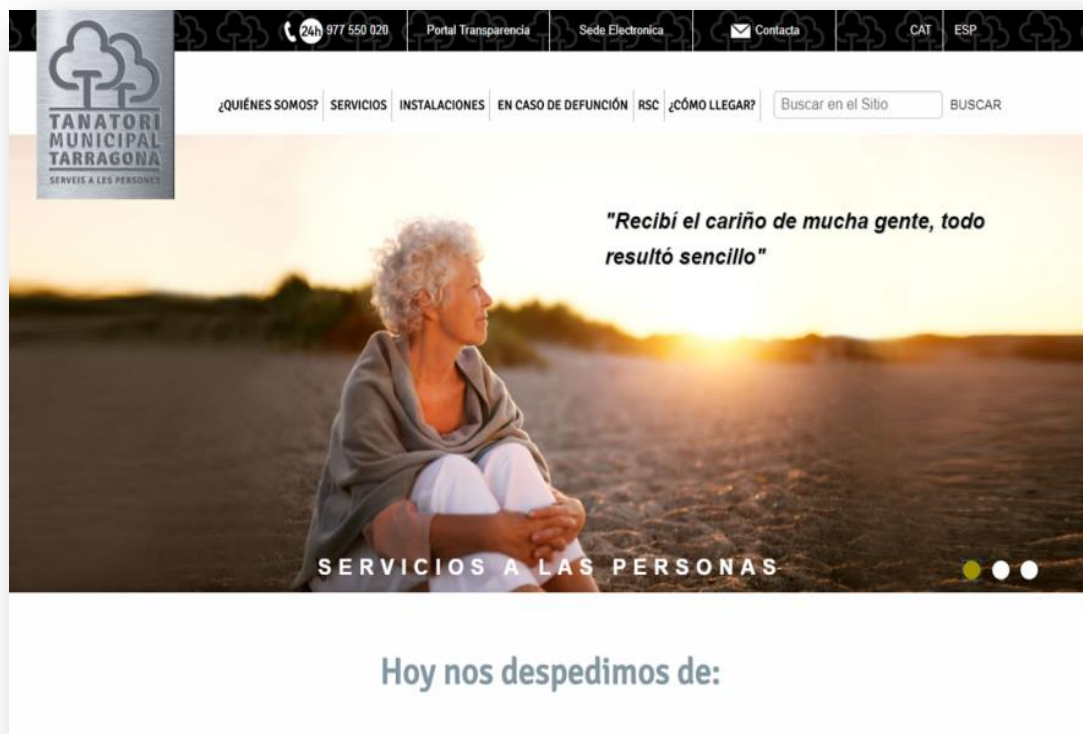 24h 977 550 020
Portal Transparencia
Sede Electronica
Contacta
CAT
ESP
TANATORI
MUNICIPAL
TARRAGONA
SERVEIS A LES PERSONES
¿QUIÉNES SOMOS?
SERVICIOS
INSTALACIONES
EN CASO DE DEFUNCIÓN
RSC
¿CÓMO LLEGAR?
Buscar en el Sitio
BUSCAR
"Recibí el cariño de mucha gente, todo
resultó sencillo"
SERVICIOS A LAS PERSONAS
Hoy nos despedimos de: